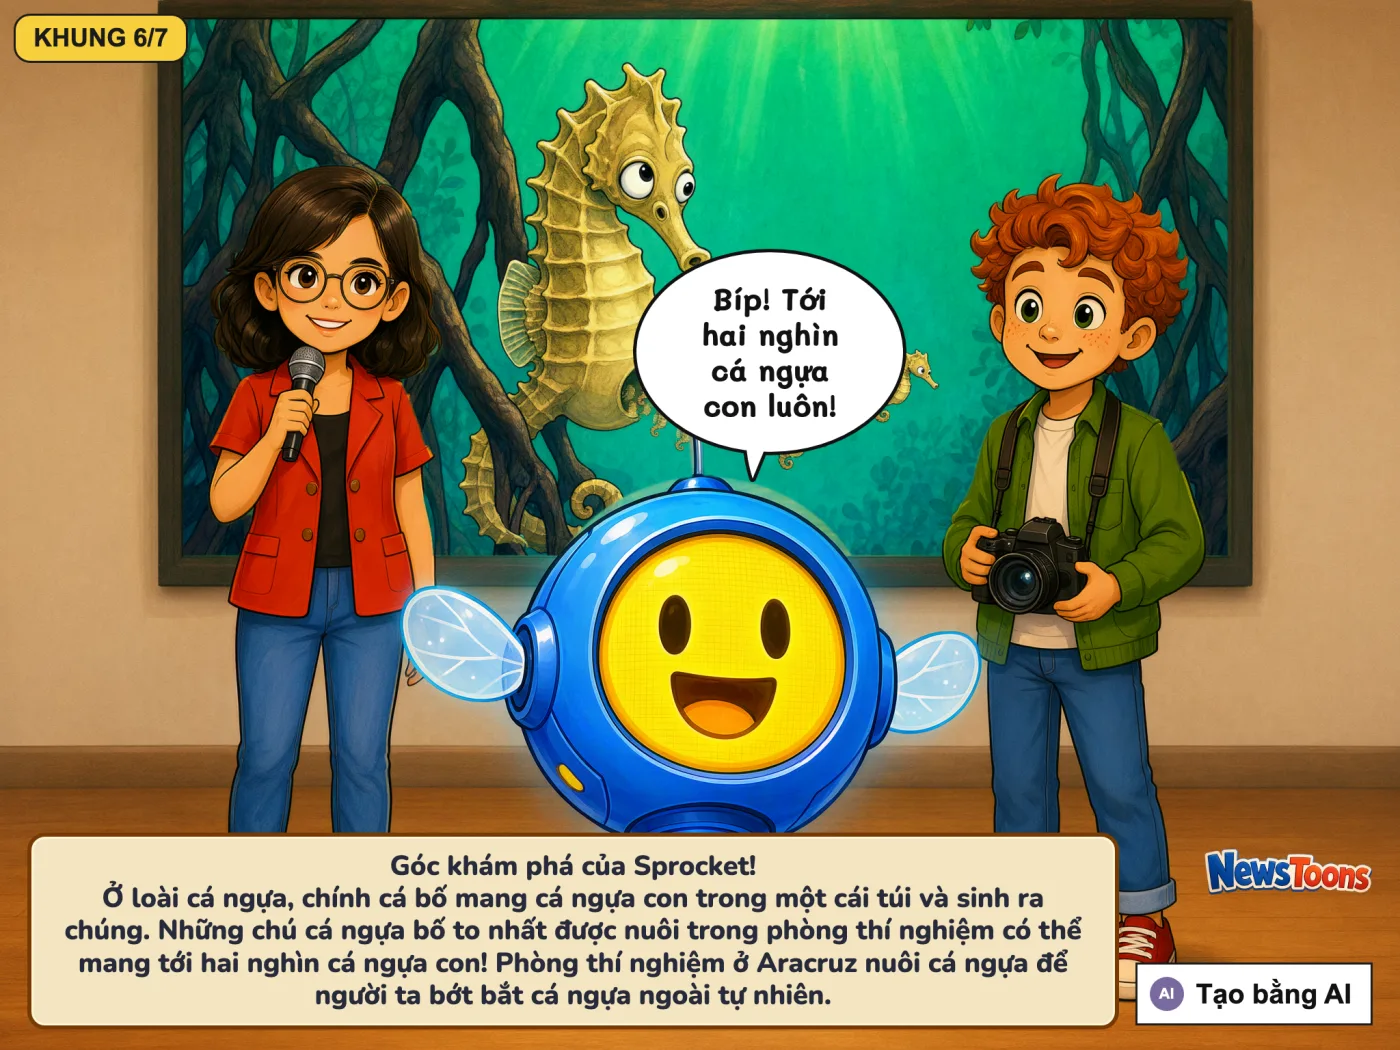 KHUNG 6/7
Bíp! Tới
hai nghìn
cá ngựa
con luôn!
Góc khám phá của Sprocket!
Ở loài cá ngựa, chính cá bố mang cá ngựa con trong một cái túi và sinh ra
chúng. Những chú cá ngựa bố to nhất được nuôi trong phòng thí nghiệm có thể
mang tới hai nghìn cá ngựa con! Phòng thí nghiệm ở Aracruz nuôi cá ngựa để
người ta bớt bắt cá ngựa ngoài tự nhiên.
NewsToons
AI Tạo bằng AI